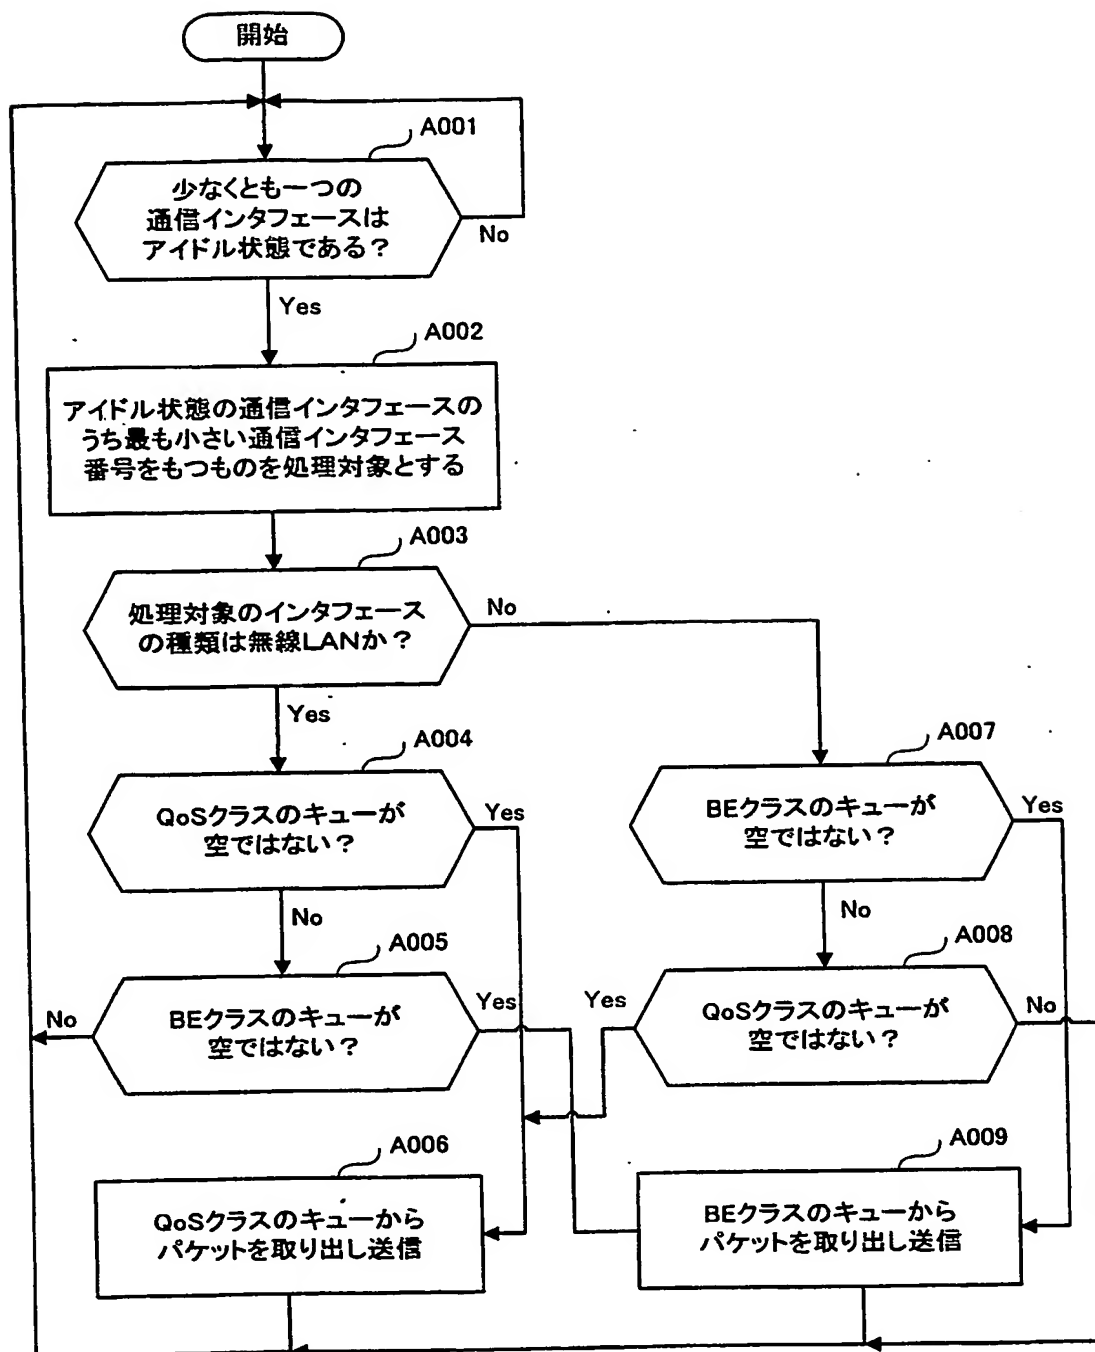 開始
A001
少なくとも一つの
通信インタフェースは
アイドル状態である？
No
Yes
A002
アイドル状態の通信インタフェースの
うち最も小さい通信インタフェース
番号をもつものを処理対象とする
A003
処理対象のインタフェース
の種類は無線LANか？
No
Yes
A004
QoSクラスのキューが
空ではない？
Yes
No
A007
BEクラスのキューが
空ではない？
Yes
No
A005
BEクラスのキューが
空ではない？
No
Yes
A008
QoSクラスのキューが
空ではない？
Yes
No
A006
QoSクラスのキューから
パケットを取り出し送信
A009
BEクラスのキューから
パケットを取り出し送信